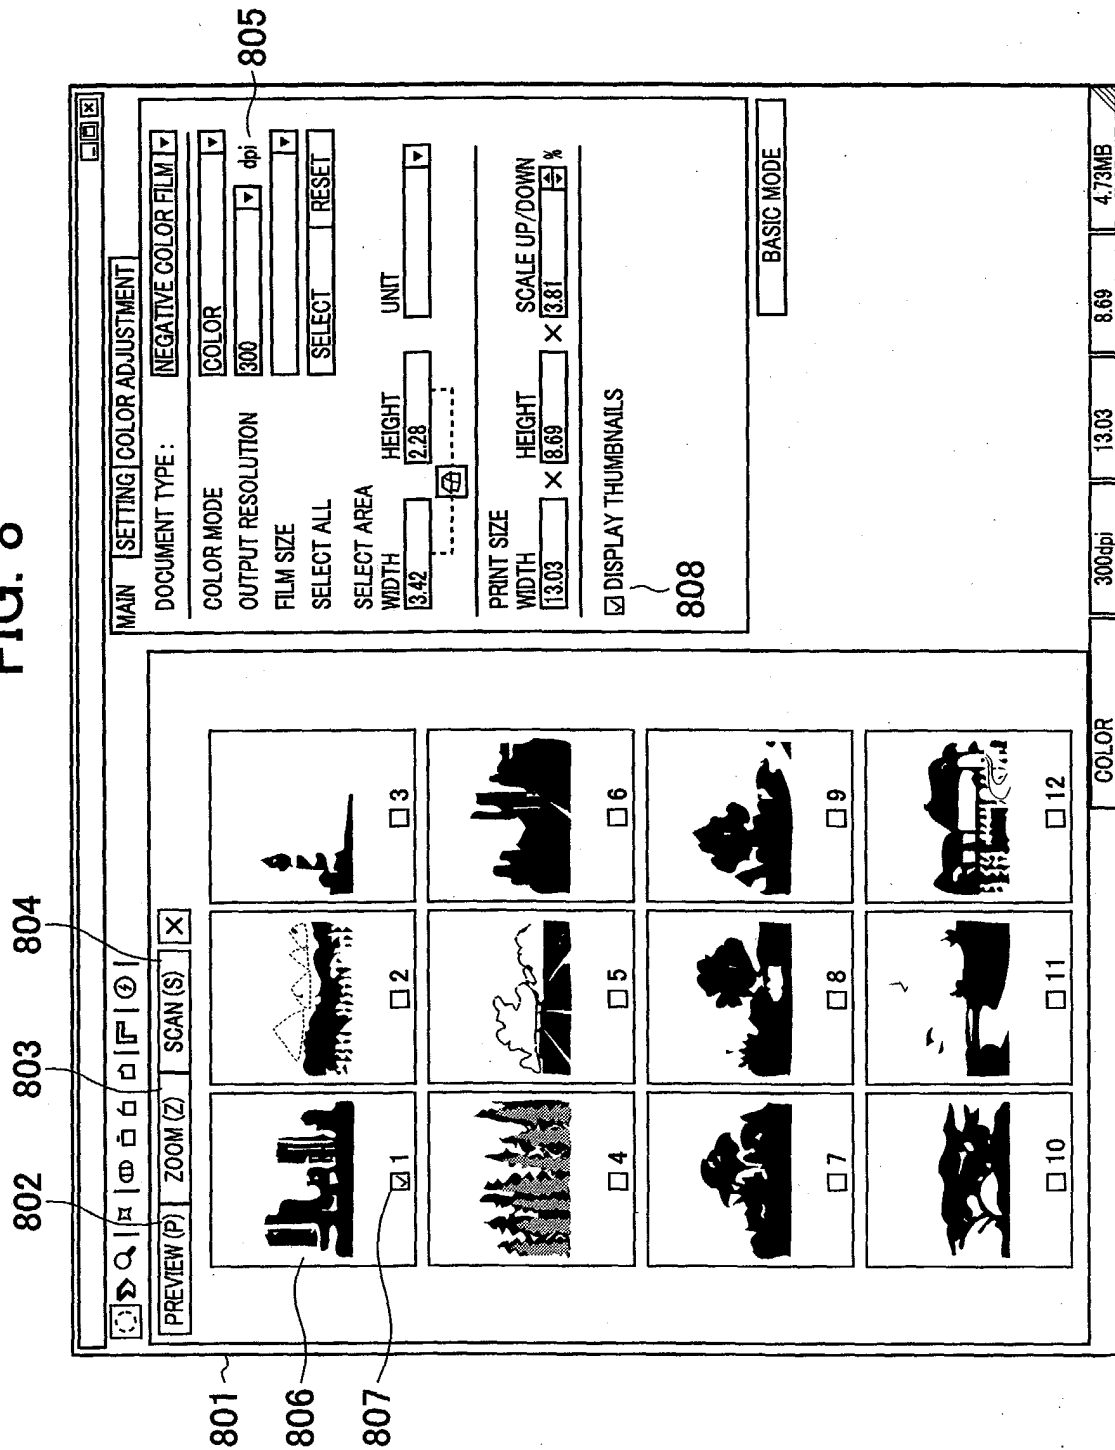 FIG. 8
801
802
803
804
805
806
807
808
PREVIEW (P) ZOOM (Z) SCAN (S)
1 2 3
4 5 6
7 8 9
10 11 12
MAIN SETTING COLOR ADJUSTMENT
DOCUMENT TYPE : NEGATIVE COLOR FILM
COLOR MODE COLOR
OUTPUT RESOLUTION 300 dpi
FILM SIZE
SELECT ALL SELECT RESET
SELECT AREA
WIDTH HEIGHT UNIT
3.42 2.28
PRINT SIZE
WIDTH HEIGHT SCALE UP/DOWN
13.03 × 8.69 × 3.81 %
☑ DISPLAY THUMBNAILS
BASIC MODE
COLOR 300dpi 13.03 8.69 4.73MB